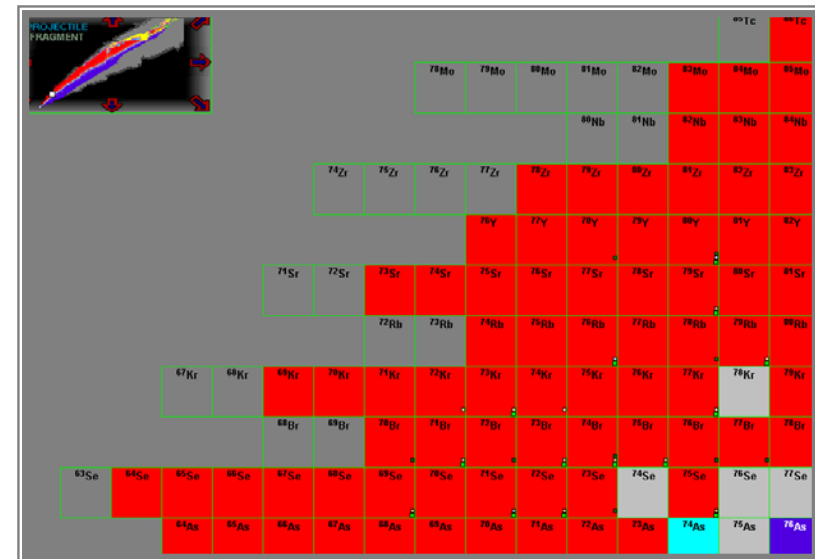 PROJECTILE
FRAGMENT
85Tc 86Tc
78Mo 79Mo 80Mo 81Mo 82Mo 83Mo 84Mo 85Mo
80Nb 81Nb 82Nb 83Nb 84Nb
74Zr 75Zr 76Zr 77Zr 78Zr 79Zr 80Zr 81Zr 82Zr 83Zr
76Y 77Y 78Y 79Y 80Y 81Y 82Y
71Sr 72Sr 73Sr 74Sr 75Sr 76Sr 77Sr 78Sr 79Sr 80Sr 81Sr
72Rb 73Rb 74Rb 75Rb 76Rb 77Rb 78Rb 79Rb 80Rb
67Kr 68Kr 69Kr 70Kr 71Kr 72Kr 73Kr 74Kr 75Kr 76Kr 77Kr 78Kr 79Kr
68Br 69Br 70Br 71Br 72Br 73Br 74Br 75Br 76Br 77Br 78Br
63Se 64Se 65Se 66Se 67Se 68Se 69Se 70Se 71Se 72Se 73Se 74Se 75Se 76Se 77Se
64As 65As 66As 67As 68As 69As 70As 71As 72As 73As 74As 75As 76As